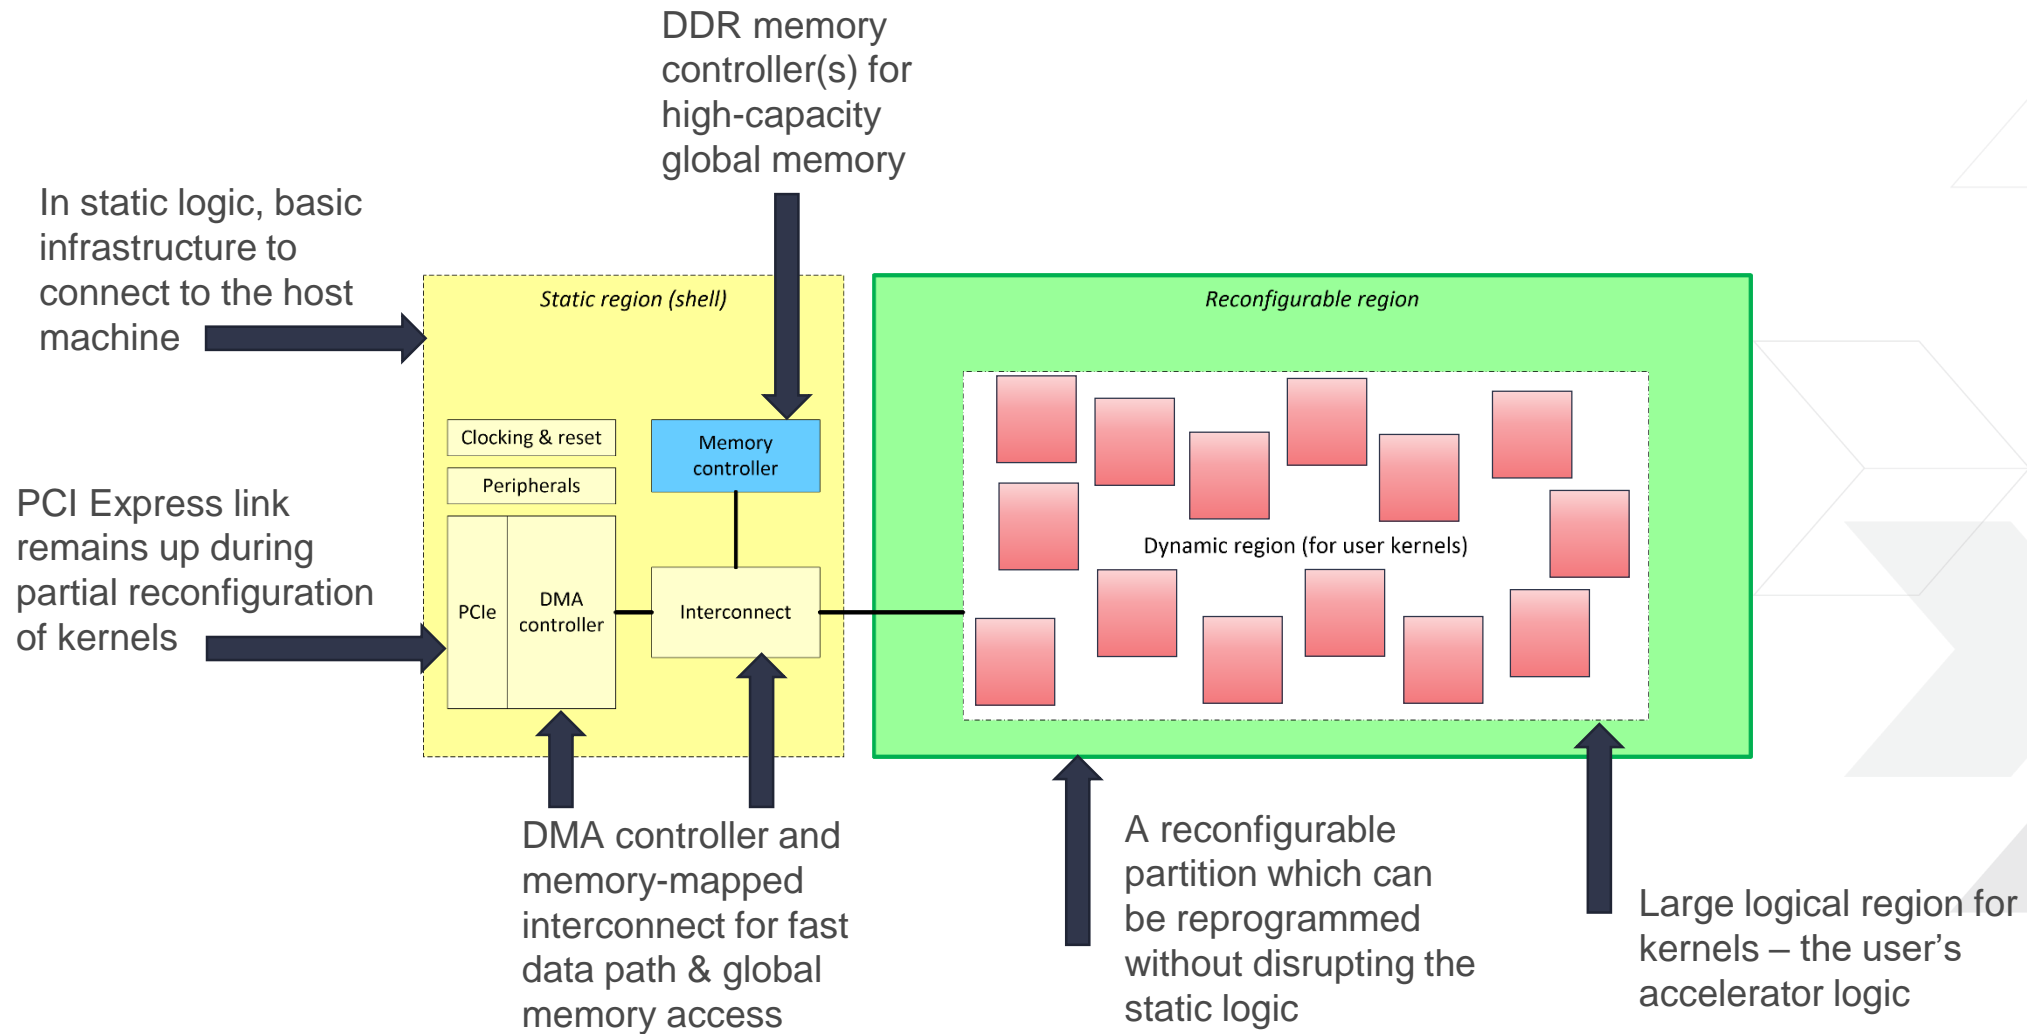 DDR memory
controller(s) for
high-capacity
global memory
In static logic, basic
infrastructure to
connect to the host
machine
Static region (shell)
Reconfigurable region
Clocking & reset
Peripherals
Memory
controller
PCI Express link
remains up during
partial reconfiguration
of kernels
PCIe
DMA
controller
Interconnect
Dynamic region (for user kernels)
DMA controller and
memory-mapped
interconnect for fast
data path & global
memory access
A reconfigurable
partition which can
be reprogrammed
without disrupting the
static logic
Large logical region for
kernels – the user’s
accelerator logic